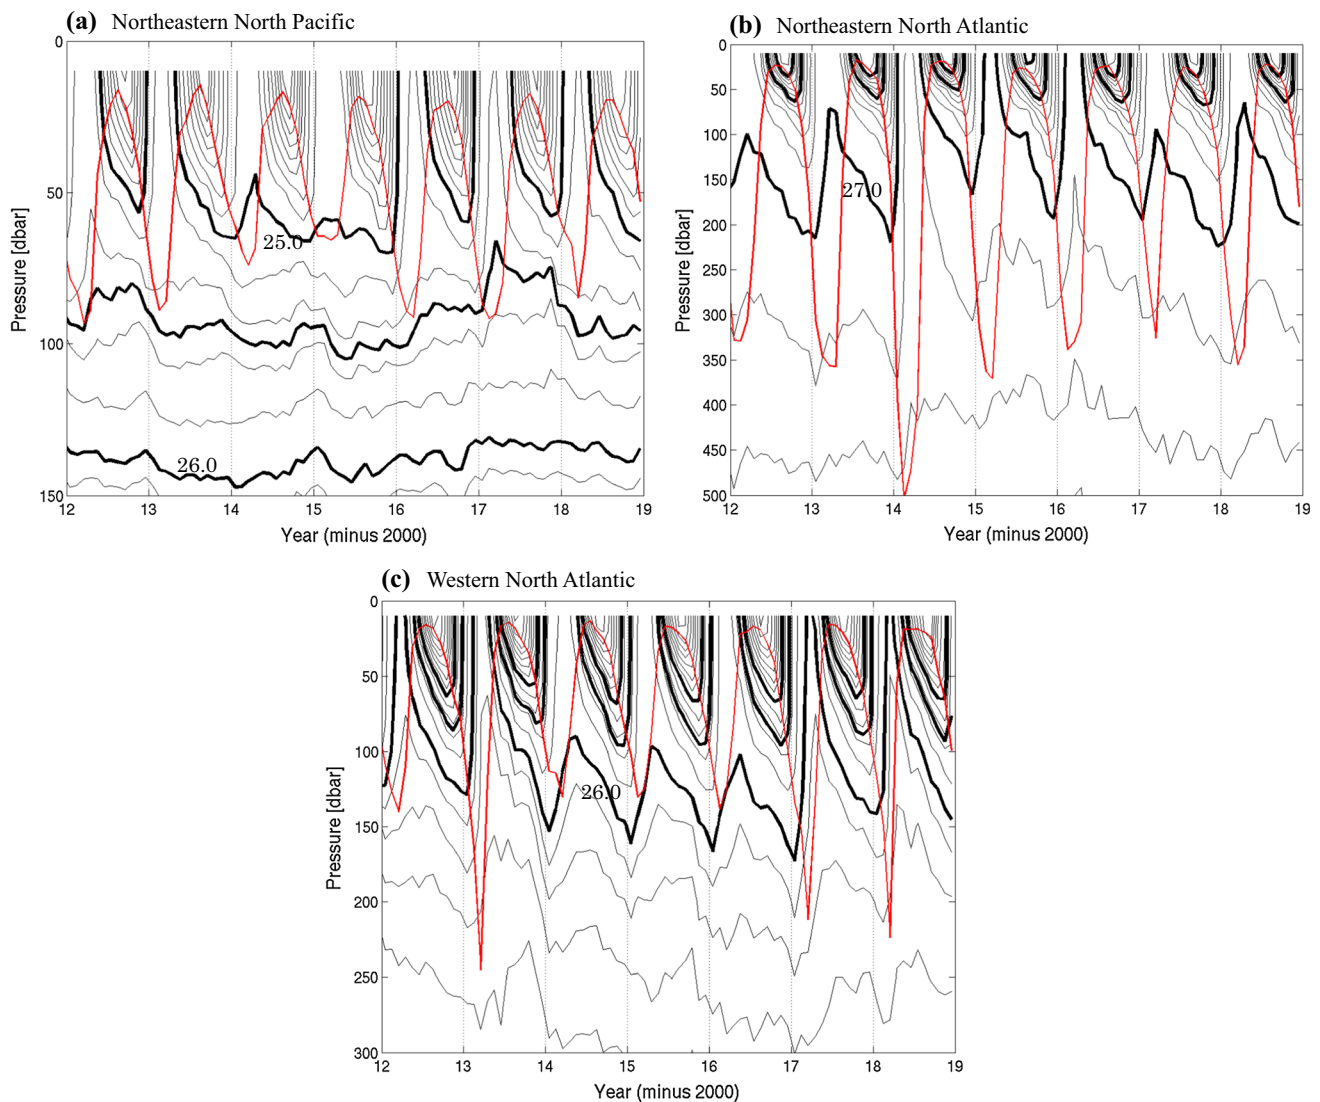 (a) Northeastern North Pacific
0
50
100
150
Pressure [dbar]
25.0
26.0
12 13 14 15 16 17 18 19
Year (minus 2000)
(b) Northeastern North Atlantic
0
50
100
150
200
250
300
350
400
450
500
Pressure [dbar]
27.0
12 13 14 15 16 17 18 19
Year (minus 2000)
(c) Western North Atlantic
0
50
100
150
200
250
300
Pressure [dbar]
26.0
12 13 14 15 16 17 18 19
Year (minus 2000)